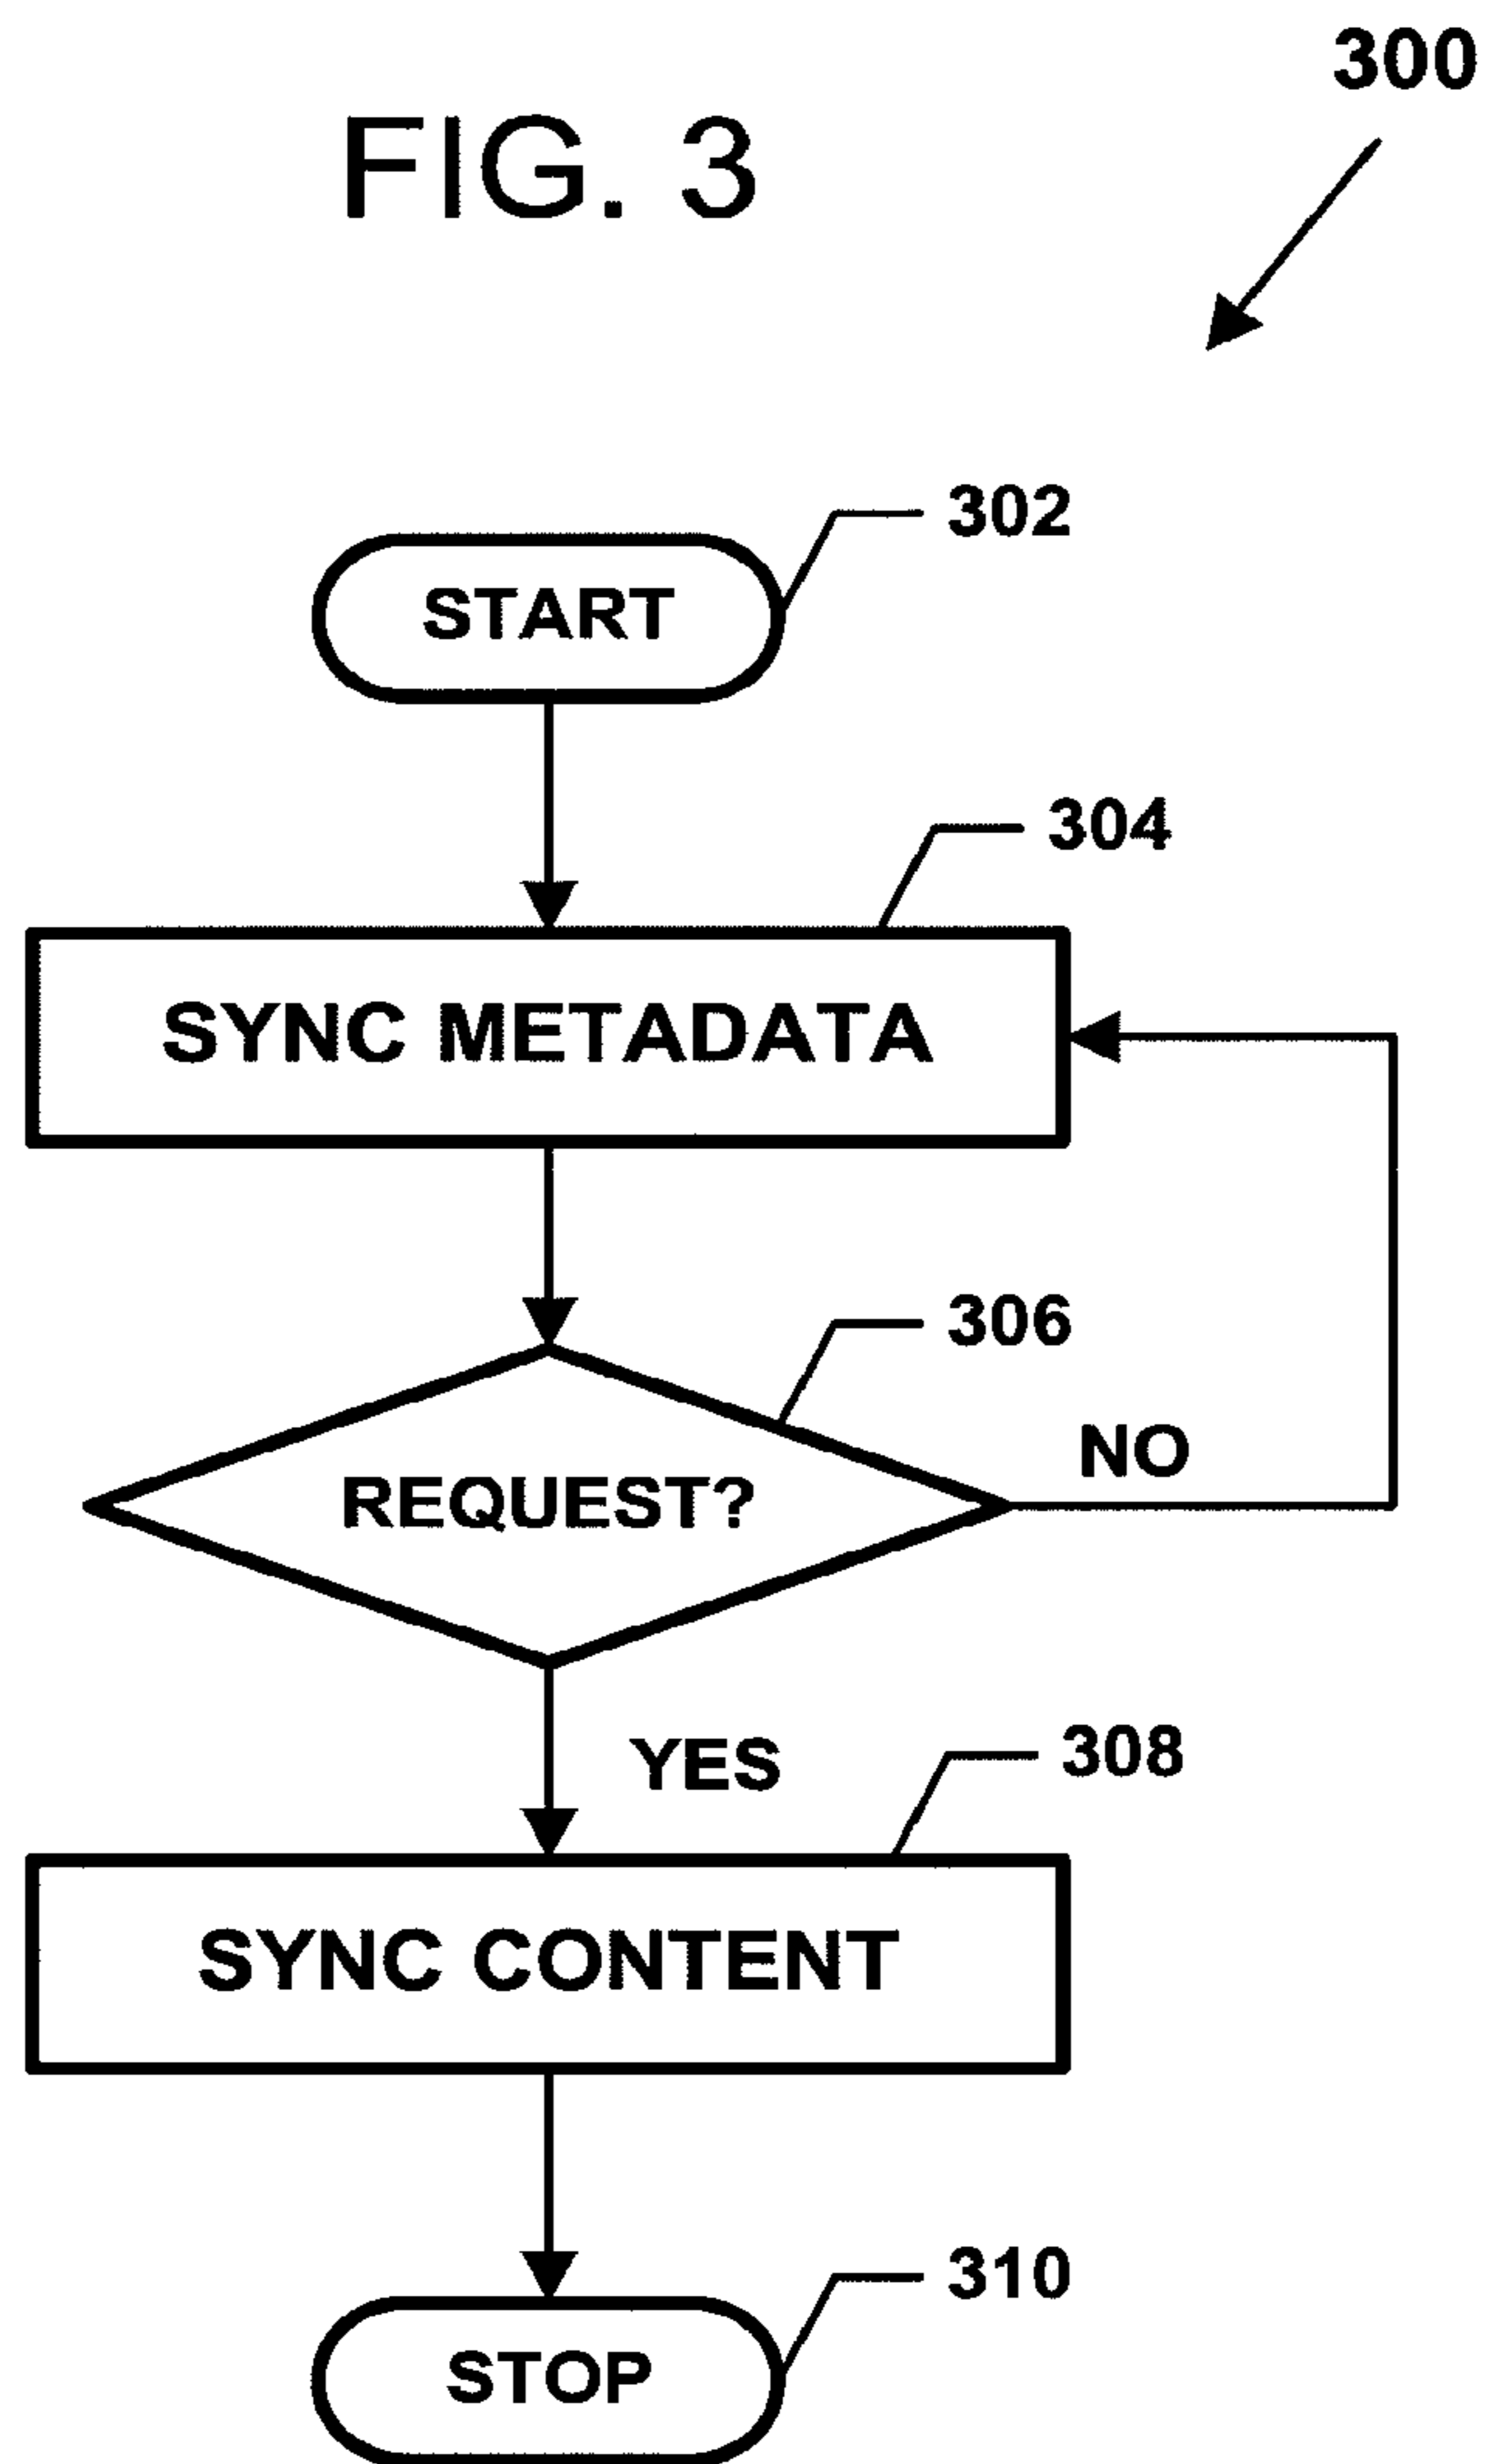 300
FIG. 3
302
START
304
SYNC METADATA
306
REQUEST?
NO
YES
308
SYNC CONTENT
310
STOP